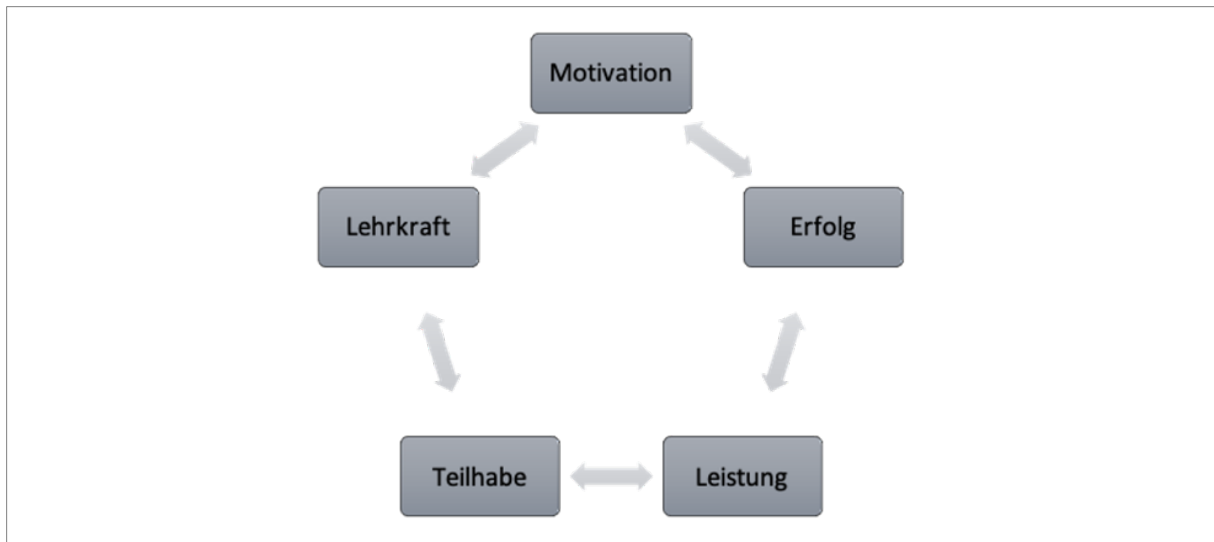 Motivation
Lehrkraft
Erfolg
Teilhabe
Leistung